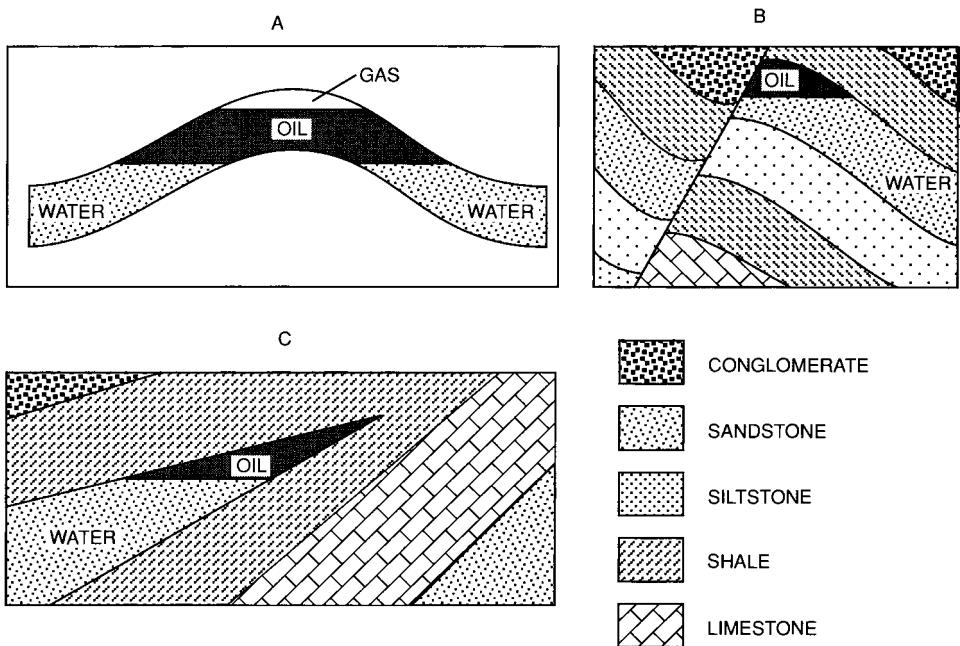 A
GAS
OIL
WATER
WATER
B
OIL
WATER
C
OIL
WATER
CONGLOMERATE
SANDSTONE
SILTSTONE
SHALE
LIMESTONE